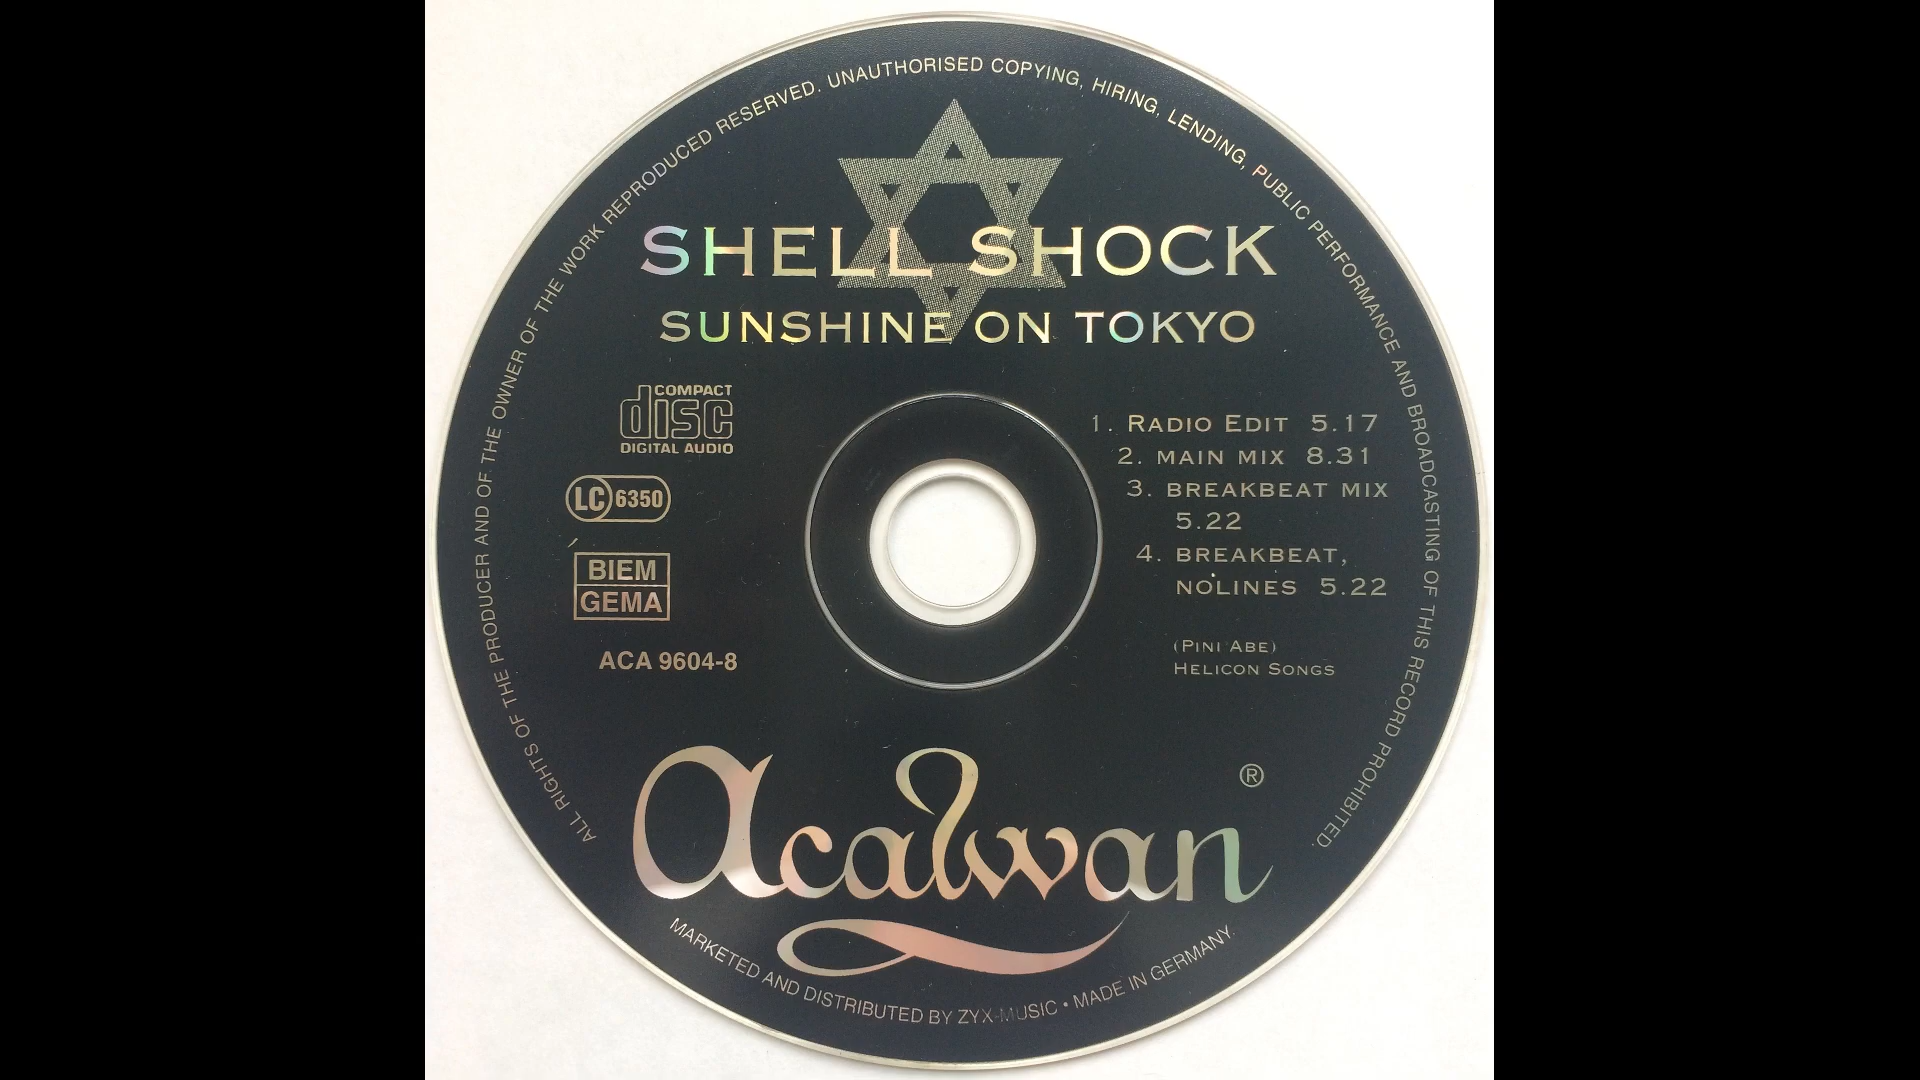 ALL RIGHTS OF THE PRODUCER AND OF THE OWNER OF THE WORK REPRODUCED RESERVED. UNAUTHORISED COPYING, HIRING, LENDING, PUBLIC PERFORMANCE AND BROADCASTING OF THIS RECORD PROHIBITED.
SHELL SHOCK
SUNSHINE ON TOKYO
COMPACT
disc
DIGITAL AUDIO
LC 6350
BIEM
GEMA
ACA 9604-8
1. RADIO EDIT 5.17
2. MAIN MIX 8.31
3. BREAKBEAT MIX
5.22
4. BREAKBEAT,
NOLINES 5.22
(PINI ABE)
HELICON SONGS
Acalwan ®
MARKETED AND DISTRIBUTED BY ZYX-MUSIC • MADE IN GERMANY.